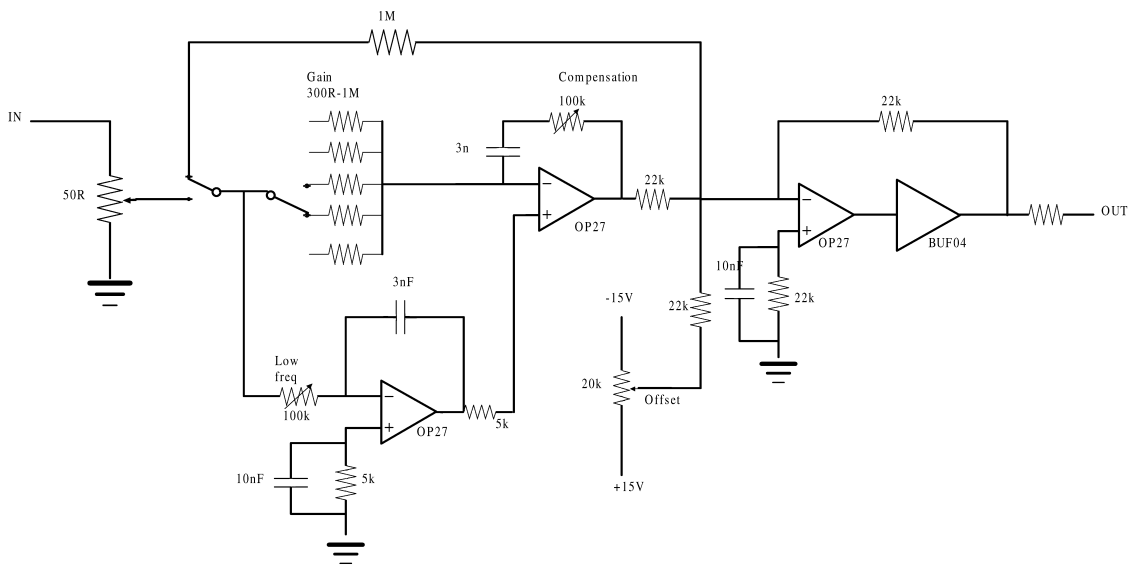 1M
Gain
300R-1M
Compensation
100k
IN
3n
22k
50R
22k
OP27
OP27
BUF04
OUT
10nF
22k
3nF
-15V
22k
Low
freq
100k
20k
Offset
OP27
5k
10nF
5k
+15V